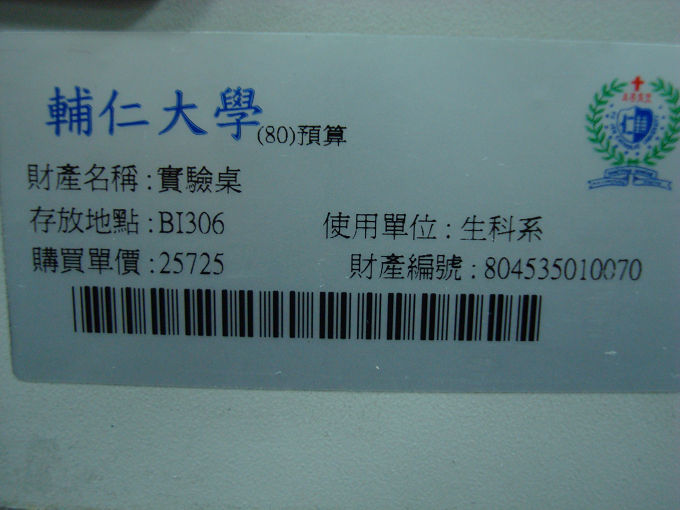 輔仁大學(80)預算
財產名稱:實驗桌
存放地點:BI306 使用單位:生科系
購買單價:25725 財產編號:804535010070